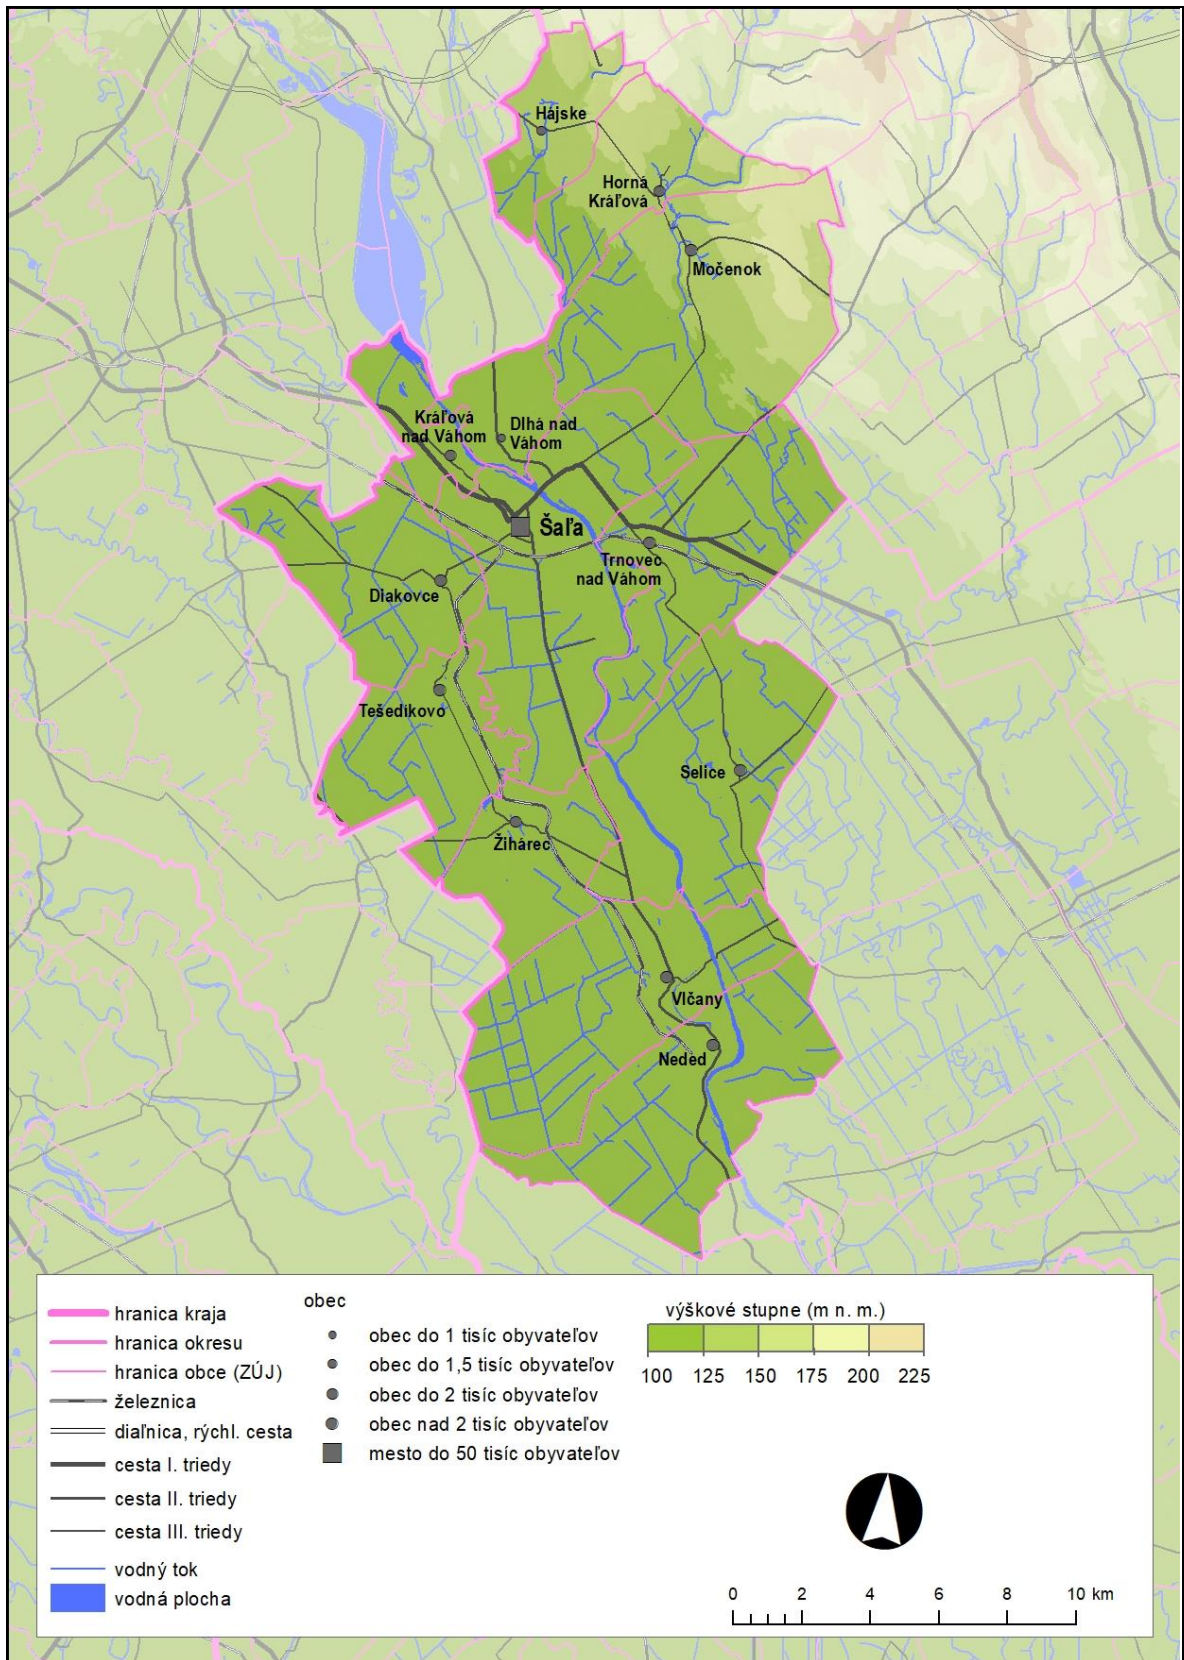 Hájske
Horná
Kráľová
Močenok
Kráľová
nad Váhom
Dlhá nad
Váhom
Šaľa
Trnovec
nad Váhom
Diakovce
Tešedíkovo
Selice
Žihárec
Vlčany
Neded
hranica kraja
hranica okresu
hranica obce (ZÚJ)
železnica
diaľnica, rýchl. cesta
cesta I. triedy
cesta II. triedy
cesta III. triedy
vodný tok
vodná plocha
obec
obec do 1 tisíc obyvateľov
obec do 1,5 tisíc obyvateľov
obec do 2 tisíc obyvateľov
obec nad 2 tisíc obyvateľov
mesto do 50 tisíc obyvateľov
výškové stupne (m n. m.)
100 125 150 175 200 225
0 2 4 6 8 10 km